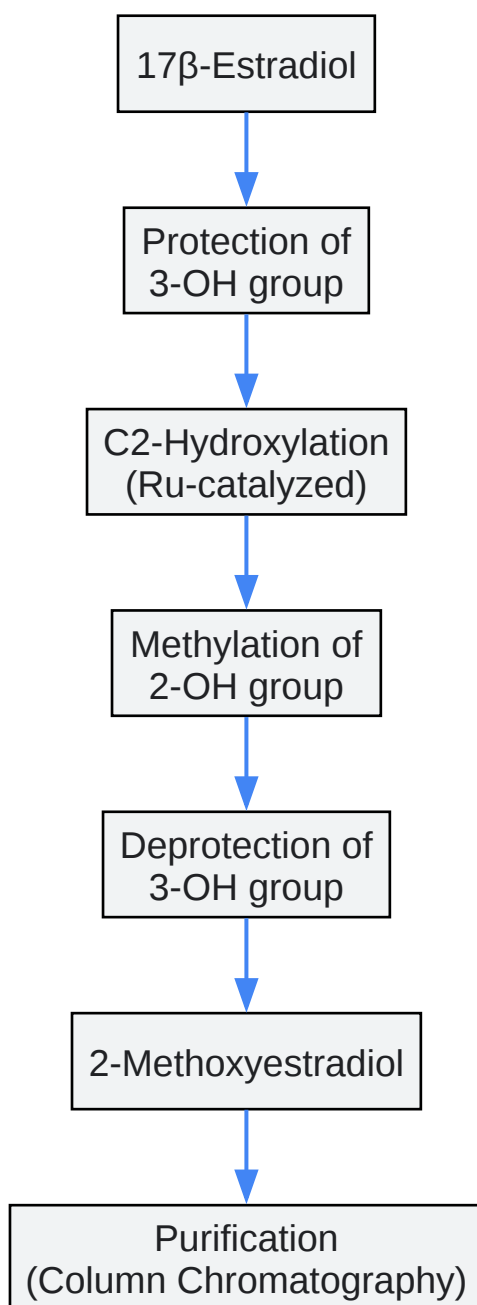 17β-Estradiol
Protection of
3-OH group
C2-Hydroxylation
(Ru-catalyzed)
Methylation of
2-OH group
Deprotection of
3-OH group
2-Methoxyestradiol
Purification
(Column Chromatography)